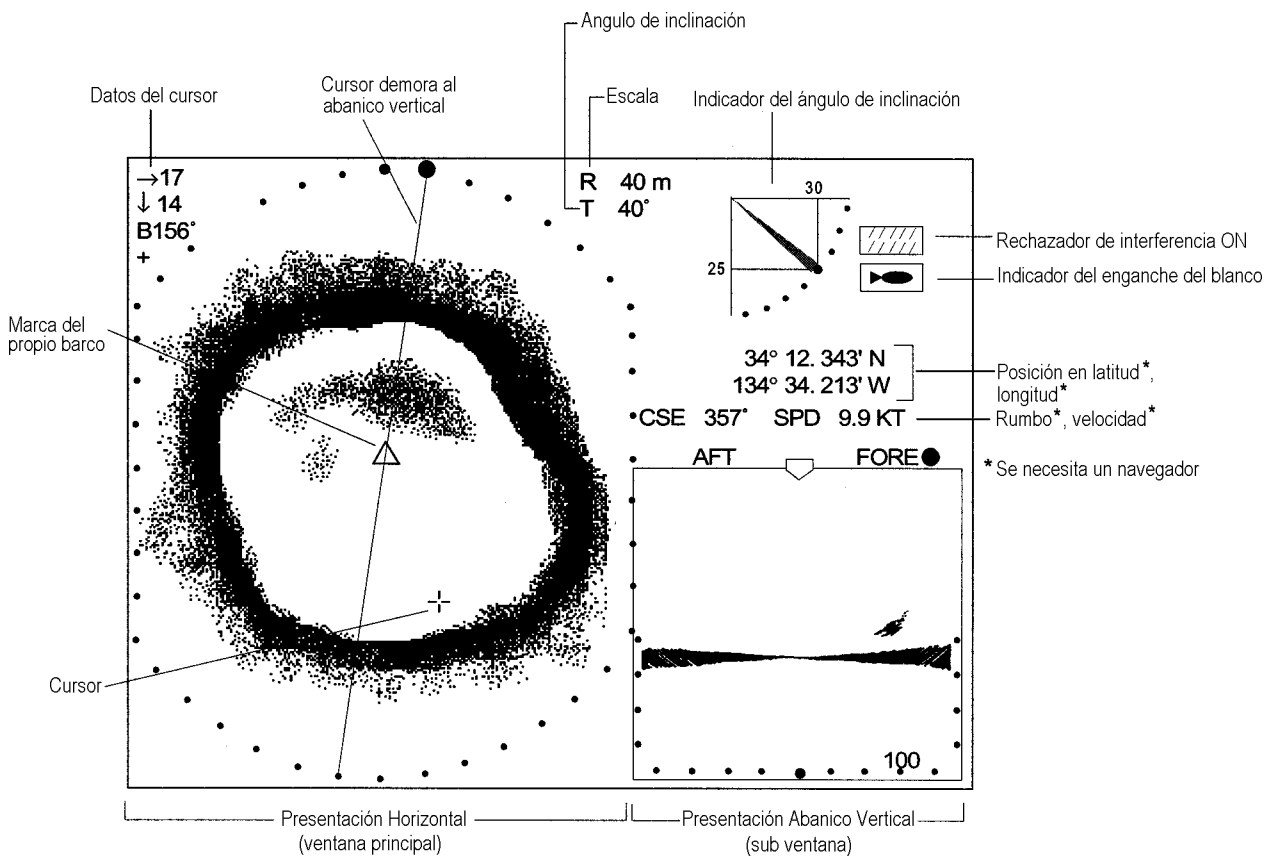 Angulo de inclinación
Datos del cursor
Cursor demora al
abanico vertical
Escala
Indicador del ángulo de inclinación
→17
↓ 14
B156°
+
R 40 m
T 40°
30
25
Rechazador de interferencia ON
Indicador del enganche del blanco
Marca del
propio barco
34° 12. 343' N
134° 34. 213' W
Posición en latitud*,
longitud*
CSE 357° SPD 9.9 KT
Rumbo*, velocidad*
AFT FORE
* Se necesita un navegador
Cursor
100
Presentación Horizontal
(ventana principal)
Presentación Abanico Vertical
(sub ventana)